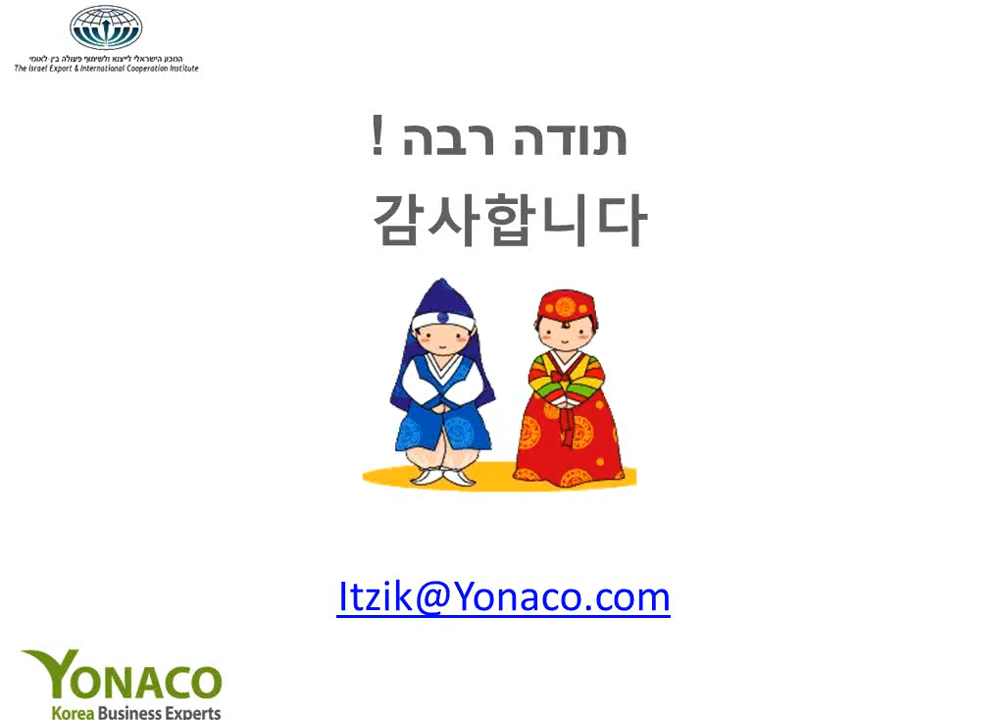 המכון הישראלי לייצוא ולשיתוף פעולה בין-לאומי
The Israel Export & International Cooperation Institute
תודה רבה !
감사합니다
Itzik@Yonaco.com
YONACO
Korea Business Experts